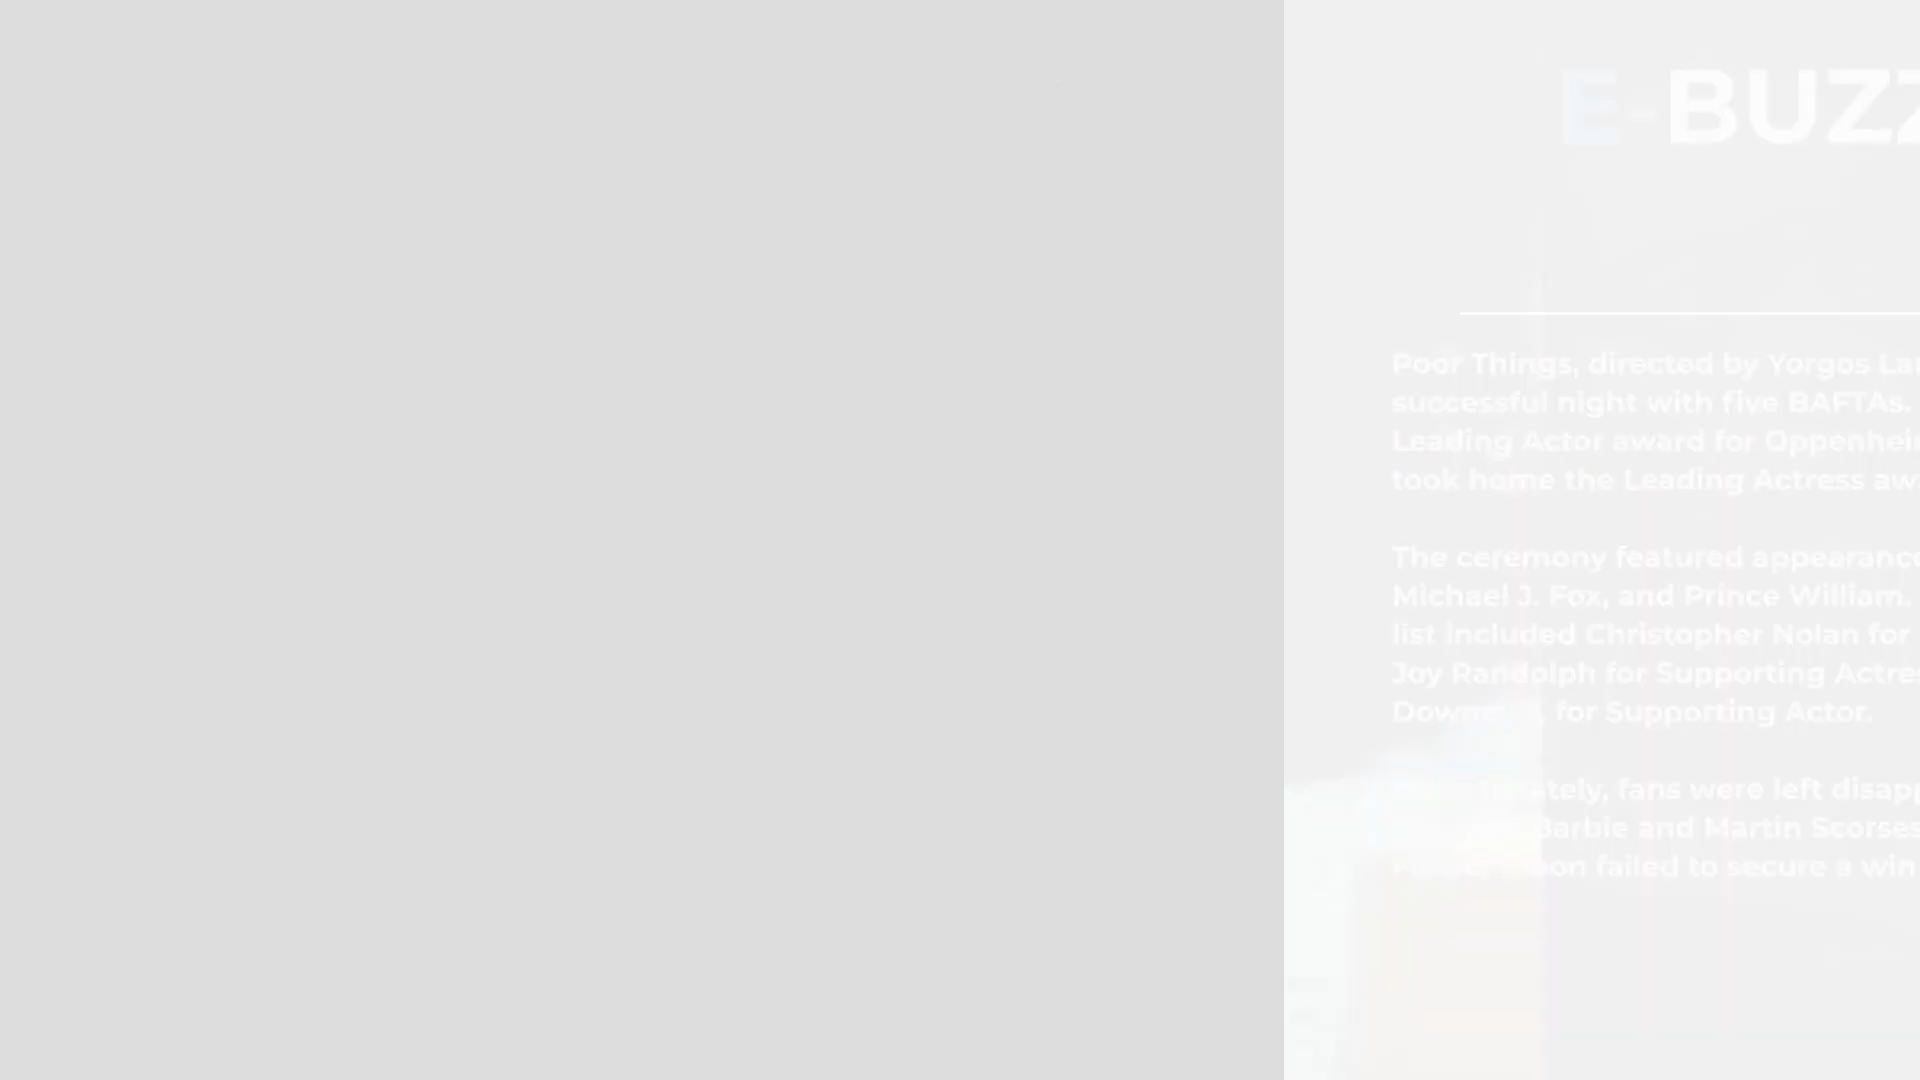 E-BUZZ
Poor Things, directed by Yorgos Lan
successful night with five BAFTAs.
Leading Actor award for Oppenhei
took home the Leading Actress aw
The ceremony featured appearanc
Michael J. Fox, and Prince William.
list included Christopher Nolan for
Joy Randolph for Supporting Actre
for Supporting Actor.
tely, fans were left disap
Barbie and Martin Scorses
oon failed to secure a win